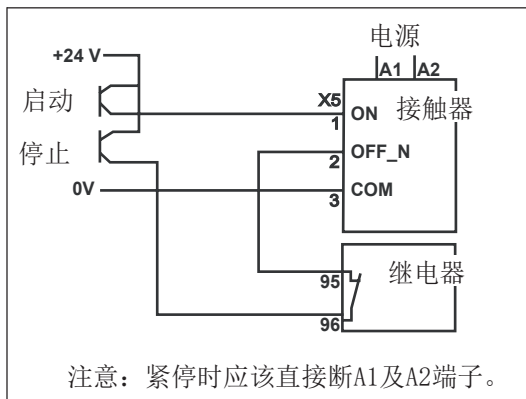 电源
+24 V
A1 A2
启动
X5
1
ON
接触器
停止
2
OFF_N
0V
3
COM
95
继电器
96
注意：紧停时应该直接断A1及A2端子。